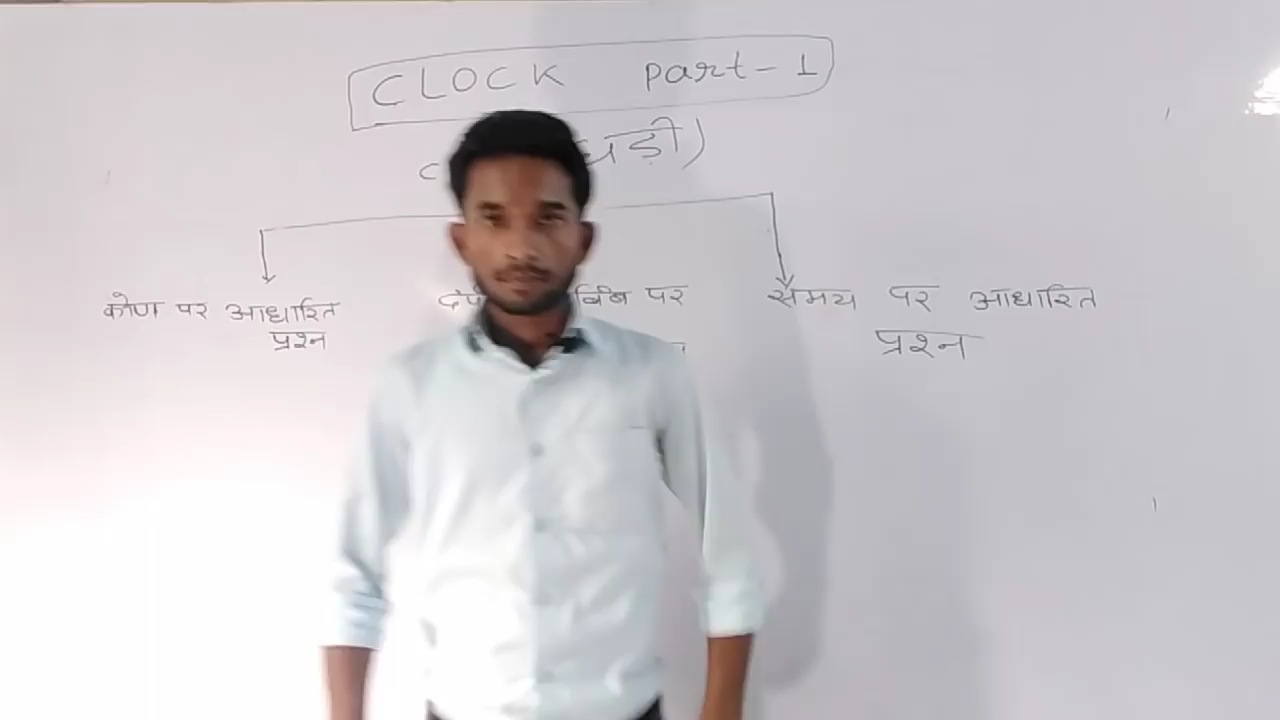 CLOCK part-1
घड़ी)
कोण पर आधारित
प्रश्न
पर
समय पर आधारित
प्रश्न